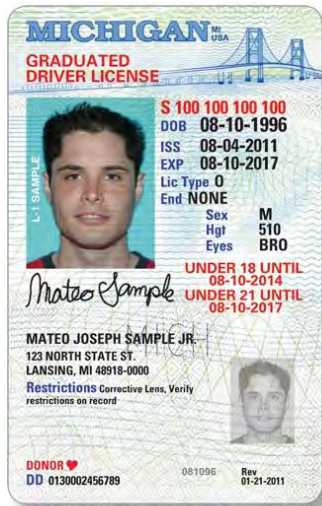 MICHIGAN MI USA
GRADUATED
DRIVER LICENSE
S 100 100 100 100
DOB 08-10-1996
ISS 08-04-2011
EXP 08-10-2017
Lic Type O
End NONE
Sex M
Hgt 510
Eyes BRO
L-1 SAMPLE
UNDER 18 UNTIL
08-10-2014
UNDER 21 UNTIL
08-10-2017
Mateo Sample
MICH
MATEO JOSEPH SAMPLE JR.
123 NORTH STATE ST.
LANSING, MI 48918-0000
Restrictions Corrective Lens, Verify
restrictions on record
DONOR ♥
DD 0130002456789
081096
Rev
01-21-2011